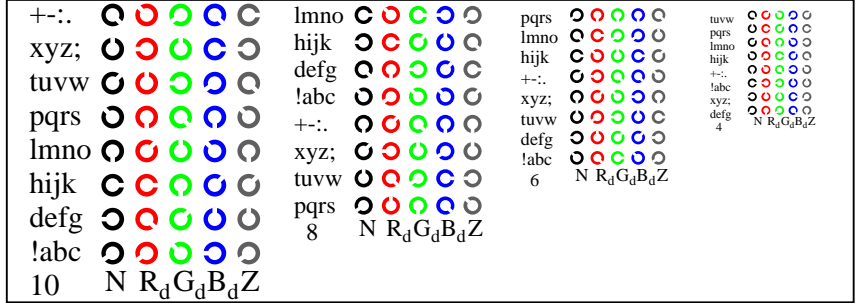 +-:.
xyz;
tuvw
pqrs
lmno
hijk
defg
!abc
10 N RdGdBdZ
lmno
hijk
defg
!abc
+-:.
xyz;
tuvw
pqrs
8 N RdGdBdZ
pqrs
lmno
hijk
+-:.
xyz;
tuvw
defg
!abc
6 N RdGdBdZ
tuvw
pqrs
lmno
hijk
+-:.
!abc
xyz;
defg
N RdGdBdZ
4